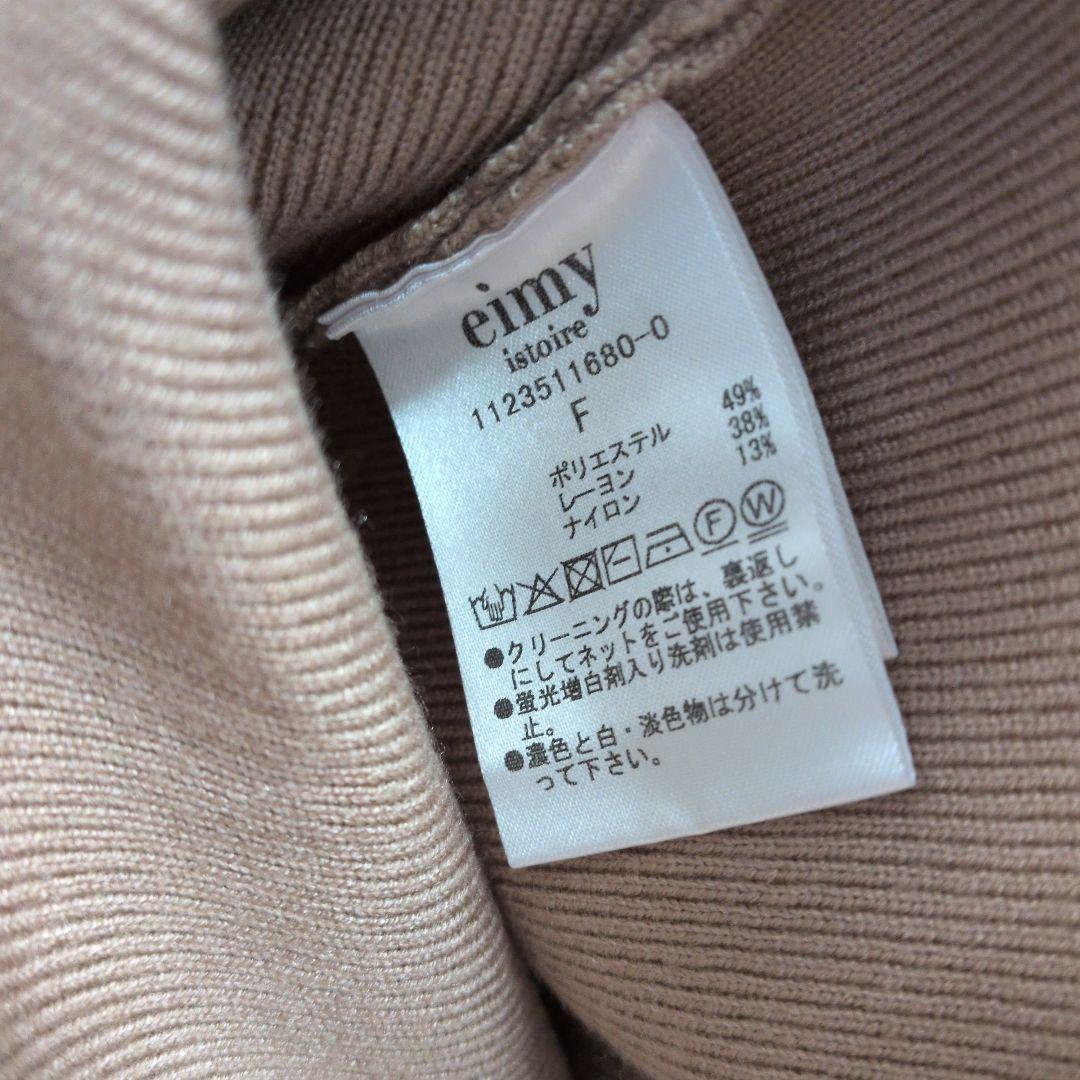 eimy
istoire
1123511680-0
F
ポリエステル 49%
レーヨン 38%
ナイロン 13%
F W
●クリーニングの際は、裏返し
にしてネットをご使用下さい。
●蛍光増白剤入り洗剤は使用禁
止。
●濃色と白・淡色物は分けて洗
って下さい。